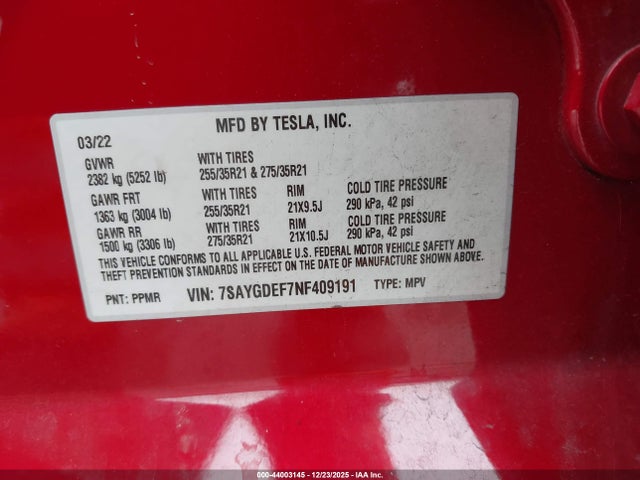 MFD BY TESLA, INC.
03/22
GVWR WITH TIRES
2382 kg (5252 lb) 255/35R21 & 275/35R21
GAWR FRT WITH TIRES RIM COLD TIRE PRESSURE
1363 kg (3004 lb) 255/35R21 21X9.5J 290 kPa, 42 psi
GAWR RR WITH TIRES RIM COLD TIRE PRESSURE
1500 kg (3306 lb) 275/35R21 21X10.5J 290 kPa, 42 psi
THIS VEHICLE CONFORMS TO ALL APPLICABLE U.S. FEDERAL MOTOR VEHICLE SAFETY AND
THEFT PREVENTION STANDARDS IN EFFECT ON THE DATE OF MANUFACTURE SHOWN ABOVE.
PNT: PPMR VIN: 7SAYGDEF7NF409191 TYPE: MPV
000-44003145 - 12/23/2025 - IAA Inc.